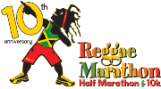 10th
anniversary
Reggae
Marathon
Half Marathon & 10k